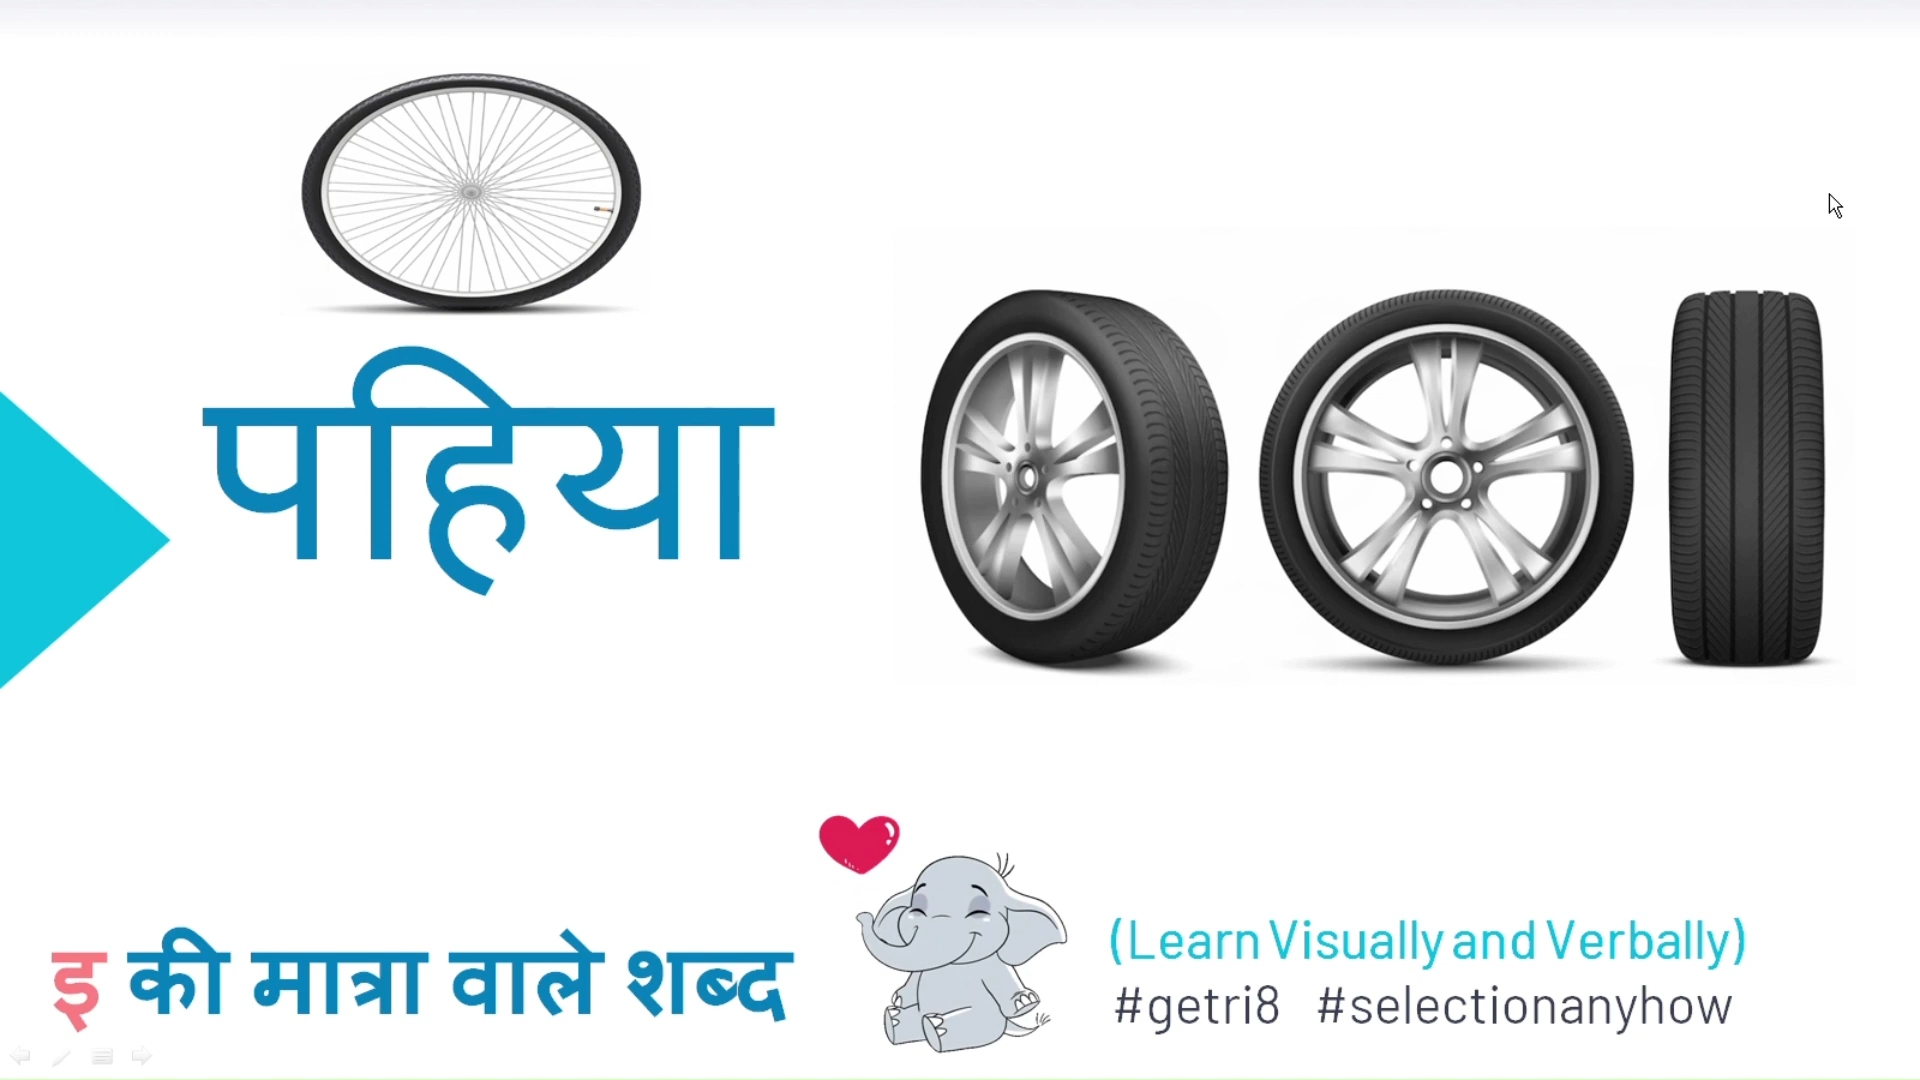 पहिया
इ की मात्रा वाले शब्द
(Learn Visually and Verbally)
#getri8 #selectionanyhow